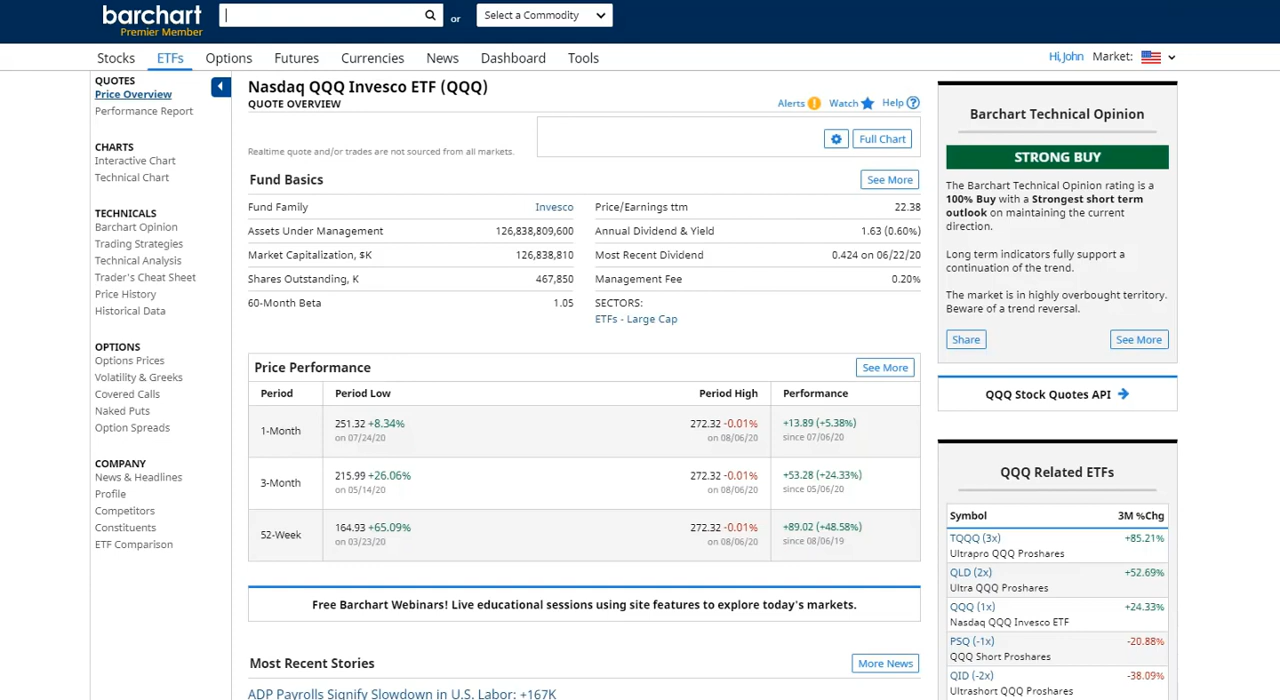 barchart
Premier Member
or
Select a Commodity
Stocks ETFs Options Futures Currencies News Dashboard Tools
Hi, John Market:
QUOTES
Price Overview
Performance Report
CHARTS
Interactive Chart
Technical Chart
TECHNICALS
Barchart Opinion
Trading Strategies
Technical Analysis
Trader's Cheat Sheet
Price History
Historical Data
OPTIONS
Options Prices
Volatility & Greeks
Covered Calls
Naked Puts
Option Spreads
COMPANY
News & Headlines
Profile
Competitors
Constituents
ETF Comparison
Nasdaq QQQ Invesco ETF (QQQ)
QUOTE OVERVIEW
Alerts ! Watch Help ?
Realtime quote and/or trades are not sourced from all markets.
Full Chart
Fund Basics
See More
Fund Family Invesco
Assets Under Management 126,838,809,600
Market Capitalization, $K 126,838,810
Shares Outstanding, K 467,850
60-Month Beta 1.05
Price/Earnings ttm 22.38
Annual Dividend & Yield 1.63 (0.60%)
Most Recent Dividend 0.424 on 06/22/20
Management Fee 0.20%
SECTORS:
ETFs - Large Cap
Price Performance
See More
Period Period Low Period High Performance
1-Month
251.32 +8.34%
on 07/24/20
272.32 -0.01%
on 08/06/20
+13.89 (+5.38%)
since 07/06/20
3-Month
215.99 +26.06%
on 05/14/20
272.32 -0.01%
on 08/06/20
+53.28 (+24.33%)
since 05/06/20
52-Week
164.93 +65.09%
on 03/23/20
272.32 -0.01%
on 08/06/20
+89.02 (+48.58%)
since 08/06/19
Free Barchart Webinars! Live educational sessions using site features to explore today's markets.
Most Recent Stories
More News
ADP Payrolls Signify Slowdown in U.S. Labor: +167K
Barchart Technical Opinion
STRONG BUY
The Barchart Technical Opinion rating is a
100% Buy with a Strongest short term
outlook on maintaining the current
direction.
Long term indicators fully support a
continuation of the trend.
The market is in highly overbought territory.
Beware of a trend reversal.
Share
See More
QQQ Stock Quotes API
QQQ Related ETFs
Symbol 3M %Chg
TQQQ (3x) +85.21%
Ultrapro QQQ Proshares
QLD (2x) +52.69%
Ultra QQQ Proshares
QQQ (1x) +24.33%
Nasdaq QQQ Invesco ETF
PSQ (-1x) -20.88%
QQQ Short Proshares
QID (-2x) -38.09%
Ultrashort QQQ Proshares